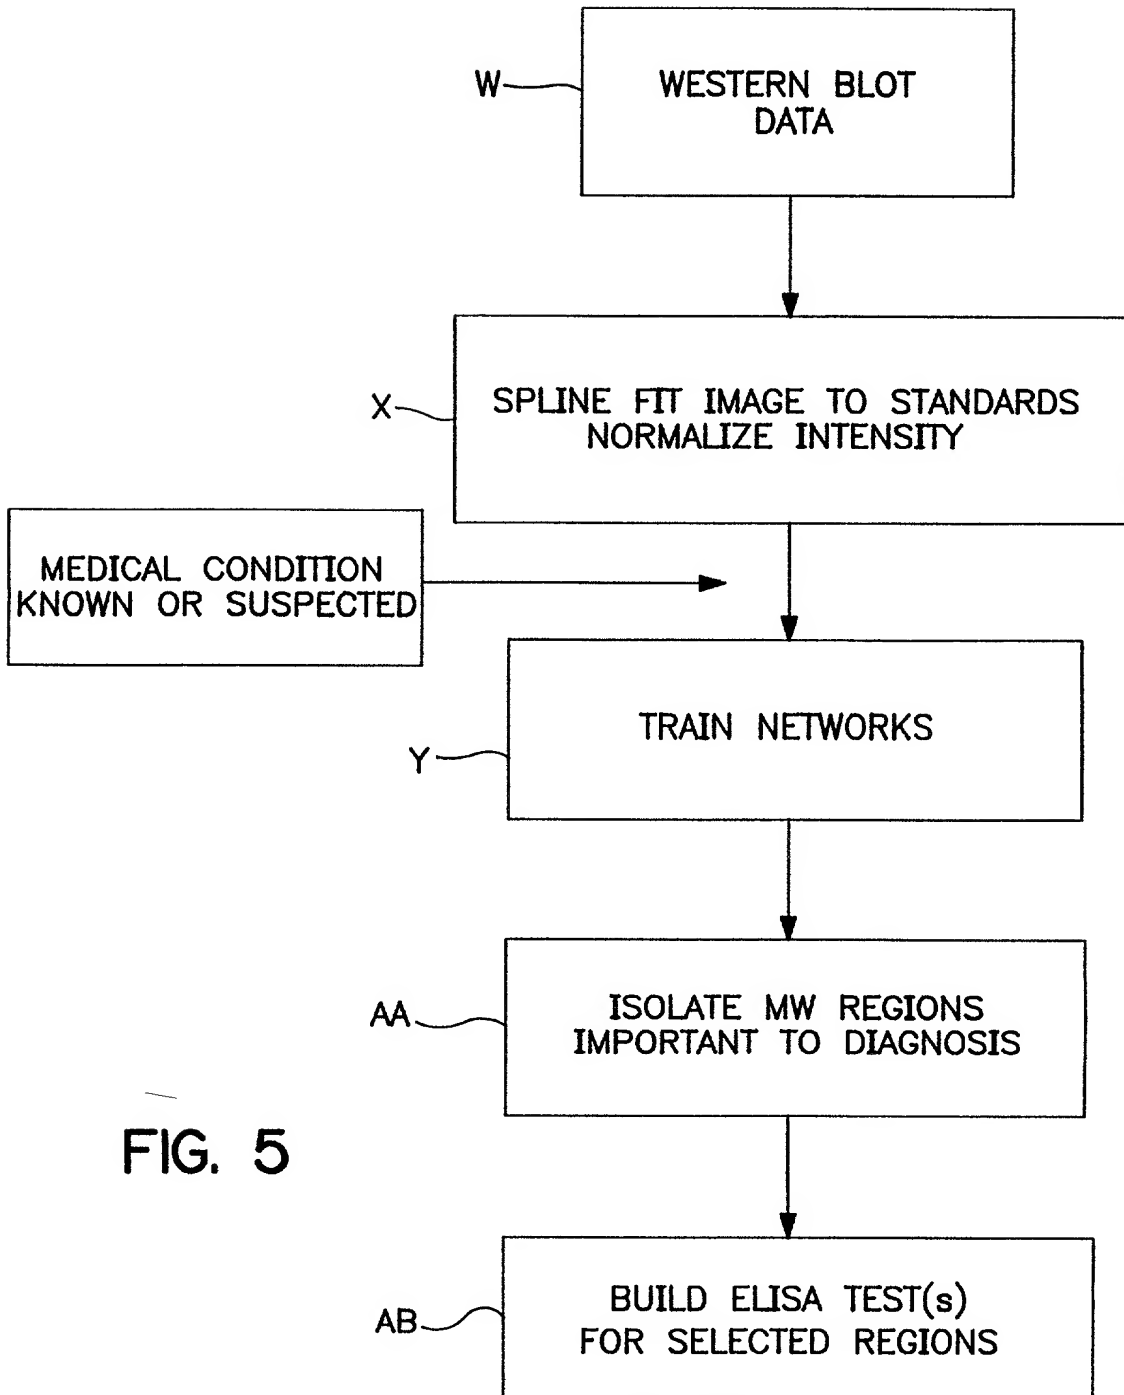 W
WESTERN BLOT
DATA
X
SPLINE FIT IMAGE TO STANDARDS
NORMALIZE INTENSITY
MEDICAL CONDITION
KNOWN OR SUSPECTED
Y
TRAIN NETWORKS
AA
ISOLATE MW REGIONS
IMPORTANT TO DIAGNOSIS
FIG. 5
AB
BUILD ELISA TEST(s)
FOR SELECTED REGIONS